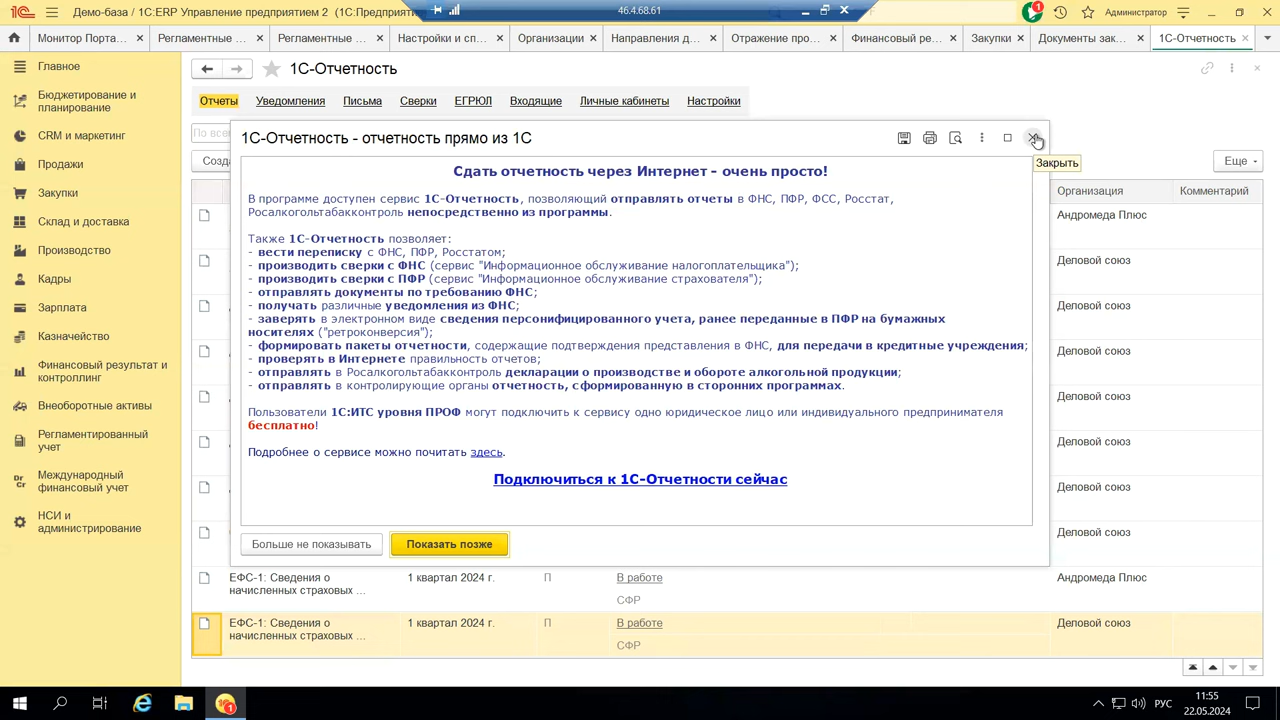 Демо-база / 1С:ERP Управление предприятием 2 (1С:Предприяти
46.4.68.61
1
Администратор
Монитор Порта...
Регламентные ...
Регламентные ...
Настройки и сп...
Организации
Направления д...
Отражение про...
Финансовый ре...
Закупки
Документы зак...
1С-Отчетность
Главное
Бюджетирование и
планирование
CRM и маркетинг
Продажи
Закупки
Склад и доставка
Производство
Кадры
Зарплата
Казначейство
Финансовый результат и
контроллинг
Внеоборотные активы
Регламентированный
учет
Международный
финансовый учет
НСИ и
администрирование
1С-Отчетность
Отчеты
Уведомления
Письма
Сверки
ЕГРЮЛ
Входящие
Личные кабинеты
Настройки
По все
Созд
Еще
Организация
Комментарий
1С-Отчетность - отчетность прямо из 1С
Закрыть
Сдать отчетность через Интернет - очень просто!
В программе доступен сервис 1С-Отчетность, позволяющий отправлять отчеты в ФНС, ПФР, ФСС, Росстат,
Росалкогольтабакконтроль непосредственно из программы.
Также 1С-Отчетность позволяет:
- вести переписку с ФНС, ПФР, Росстатом;
- производить сверки с ФНС (сервис "Информационное обслуживание налогоплательщика");
- производить сверки с ПФР (сервис "Информационное обслуживание страхователя");
- отправлять документы по требованию ФНС;
- получать различные уведомления из ФНС;
- заверять в электронном виде сведения персонифицированного учета, ранее переданные в ПФР на бумажных
носителях ("ретроконверсия");
- формировать пакеты отчетности, содержащие подтверждения представления в ФНС, для передачи в кредитные учреждения;
- проверять в Интернете правильность отчетов;
- отправлять в Росалкогольтабакконтроль декларации о производстве и обороте алкогольной продукции;
- отправлять в контролирующие органы отчетность, сформированную в сторонних программах.
Пользователи 1С:ИТС уровня ПРОФ могут подключить к сервису одно юридическое лицо или индивидуального предпринимателя
бесплатно!
Подробнее о сервисе можно почитать здесь.
Подключиться к 1С-Отчетности сейчас
Больше не показывать
Показать позже
Андромеда Плюс
Деловой союз
Деловой союз
Деловой союз
Деловой союз
Деловой союз
Деловой союз
Деловой союз
ЕФС-1: Сведения о
начисленных страховых ...
1 квартал 2024 г.
П
В работе
СФР
Андромеда Плюс
ЕФС-1: Сведения о
начисленных страховых ...
1 квартал 2024 г.
П
В работе
СФР
Деловой союз
РУС
11:55
22.05.2024